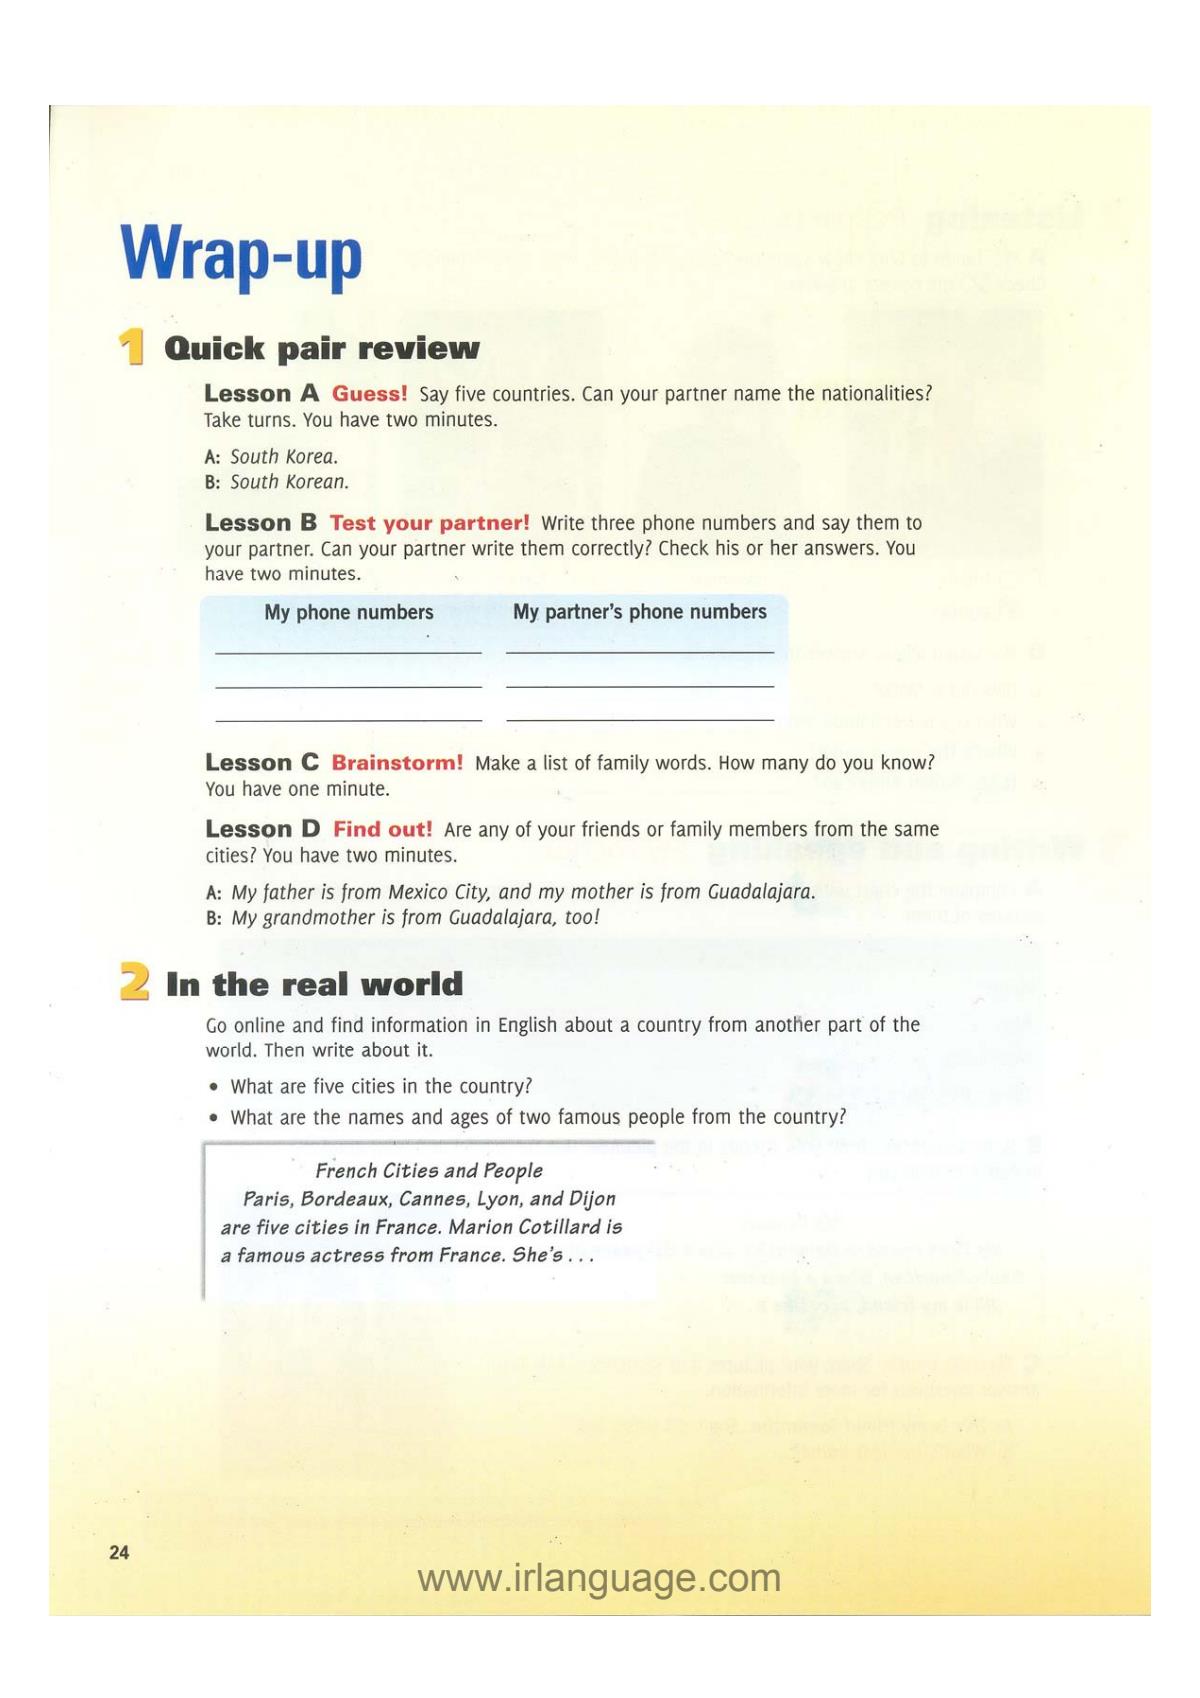 Wrap-up
1 Quick pair review
Lesson A Guess! Say five countries. Can your partner name the nationalities?
Take turns. You have two minutes.
A: South Korea.
B: South Korean.
Lesson B Test your partner! Write three phone numbers and say them to
your partner. Can your partner write them correctly? Check his or her answers. You
have two minutes.
My phone numbers My partner's phone numbers
Lesson C Brainstorm! Make a list of family words. How many do you know?
You have one minute.
Lesson D Find out! Are any of your friends or family members from the same
cities? You have two minutes.
A: My father is from Mexico City, and my mother is from Guadalajara.
B: My grandmother is from Guadalajara, too!
2 In the real world
Go online and find information in English about a country from another part of the
world. Then write about it.
• What are five cities in the country?
• What are the names and ages of two famous people from the country?
French Cities and People
Paris, Bordeaux, Cannes, Lyon, and Dijon
are five cities in France. Marion Cotillard is
a famous actress from France. She's . . .
24
www.irlanguage.com